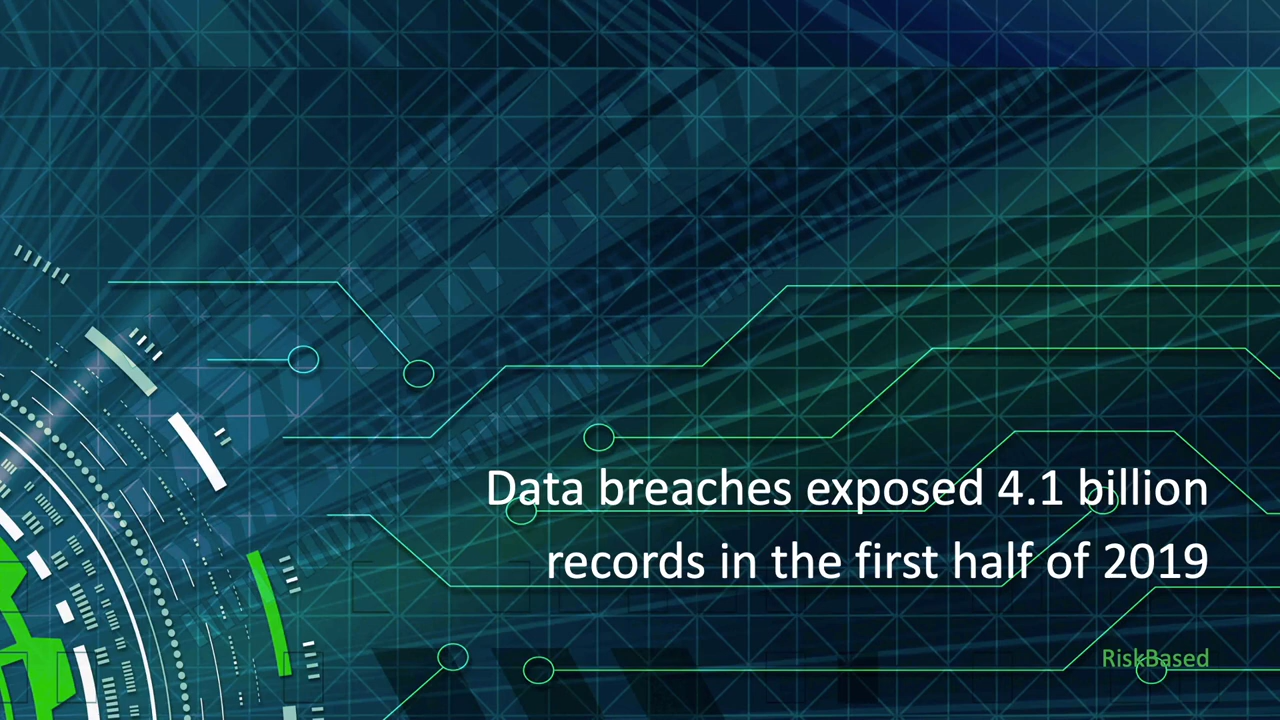 Data breaches exposed 4.1 billion
records in the first half of 2019
RiskBased